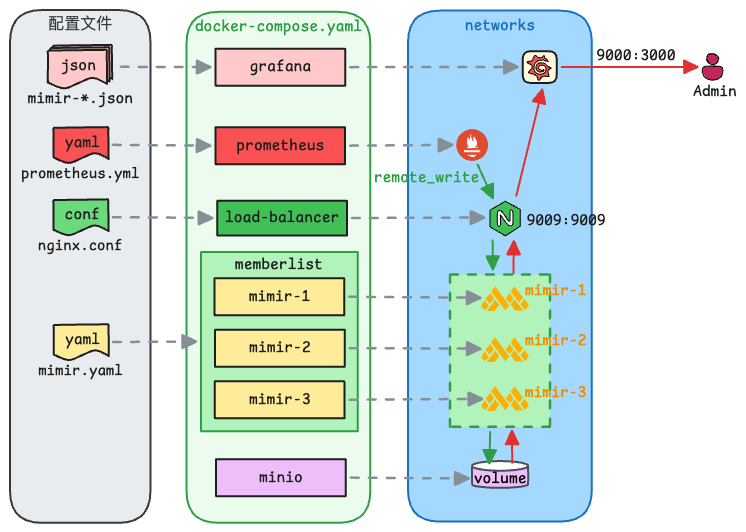 配置文件
json
mimir-*.json
yaml
prometheus.yml
conf
nginx.conf
yaml
mimir.yaml
docker-compose.yaml
grafana
prometheus
load-balancer
memberlist
mimir-1
mimir-2
mimir-3
minio
networks
remote_write
9009:9009
mimir-1
mimir-2
mimir-3
volume
9000:3000
Admin